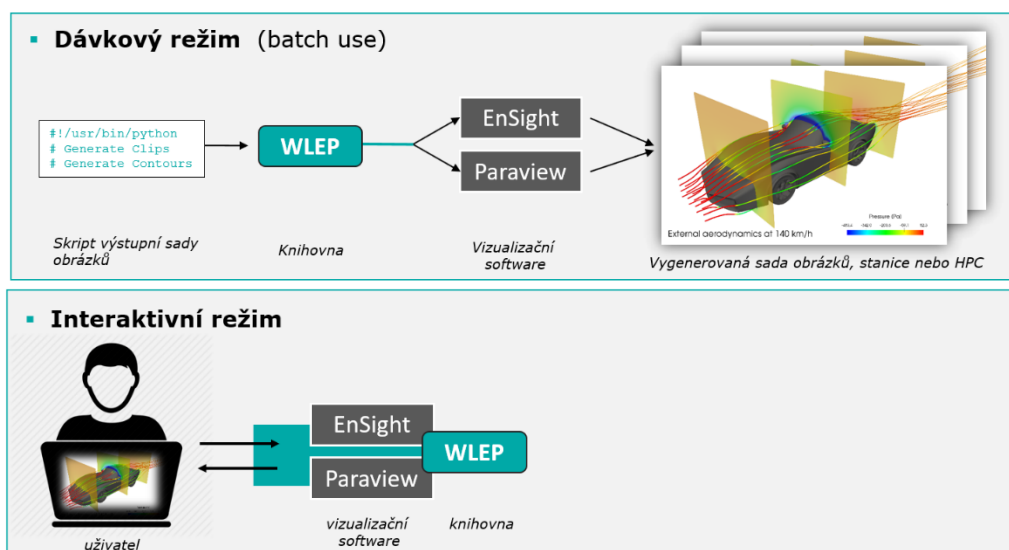 ▪ Dávkový režim (batch use)
#!/usr/bin/python
# Generate Clips
# Generate Contours
WLEP
EnSight
Paraview
Pressure (Pa)
External aerodynamics at 140 km/h
Skript výstupní sady
obrázků
Knihovna
Vizualizační
software
Vygenerovaná sada obrázků, stanice nebo HPC
▪ Interaktivní režim
EnSight
WLEP
Paraview
uživatel
vizualizační
software
knihovna